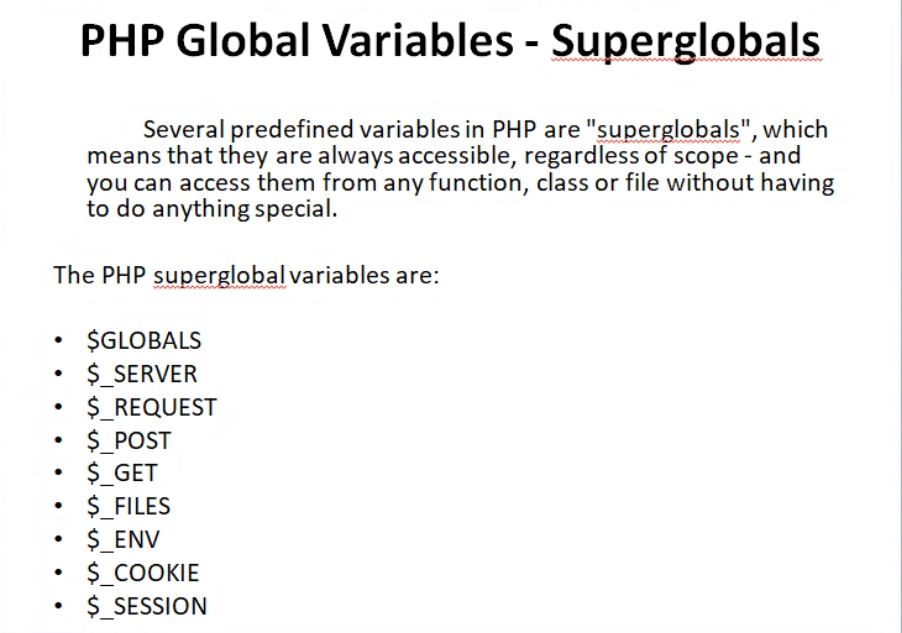 PHP Global Variables - Superglobals
Several predefined variables in PHP are "superglobals", which
means that they are always accessible, regardless of scope - and
you can access them from any function, class or file without having
to do anything special.
The PHP superglobal variables are:
• $GLOBALS
• $_SERVER
• $_REQUEST
• $_POST
• $_GET
• $_FILES
• $_ENV
• $_COOKIE
• $_SESSION